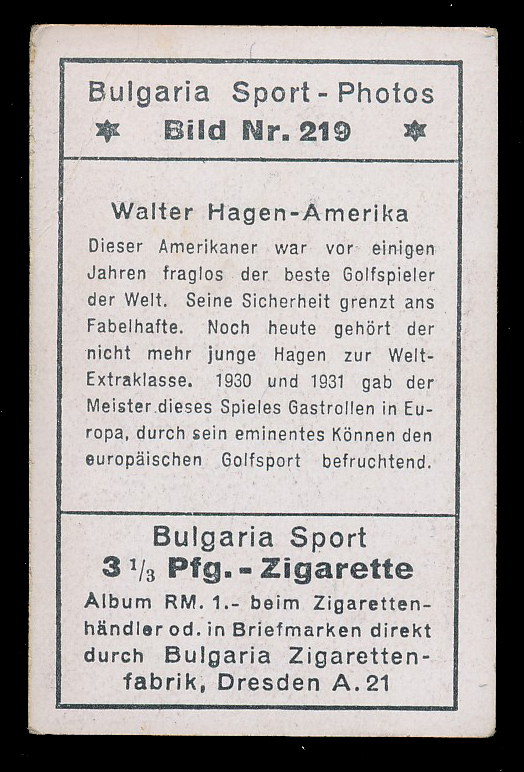 Bulgaria Sport - Photos
Bild Nr. 219
Walter Hagen-Amerika
Dieser Amerikaner war vor einigen
Jahren fraglos der beste Golfspieler
der Welt. Seine Sicherheit grenzt ans
Fabelhafte. Noch heute gehört der
nicht mehr junge Hagen zur Welt-
Extraklasse. 1930 und 1931 gab der
Meister dieses Spieles Gastrollen in Eu-
ropa, durch sein eminentes Können den
europäischen Golfsport befruchtend.
Bulgaria Sport
3 1/3 Pfg. - Zigarette
Album RM. 1.- beim Zigaretten-
händler od. in Briefmarken direkt
durch Bulgaria Zigaretten-
fabrik, Dresden A. 21